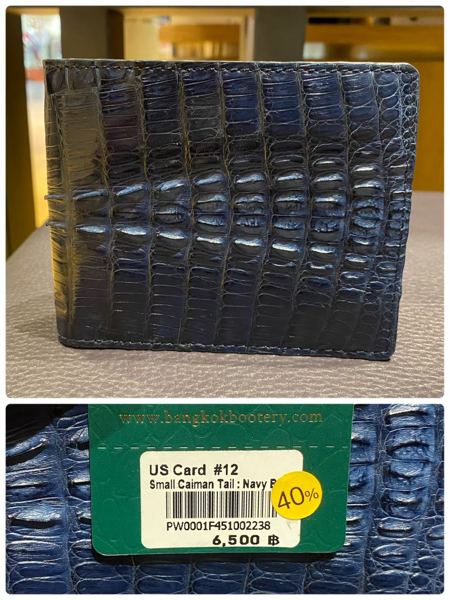 www.bangkokbootery.com
US Card #12
Small Caiman Tail : Navy
40%
PW0001F451002238
6,500 ฿